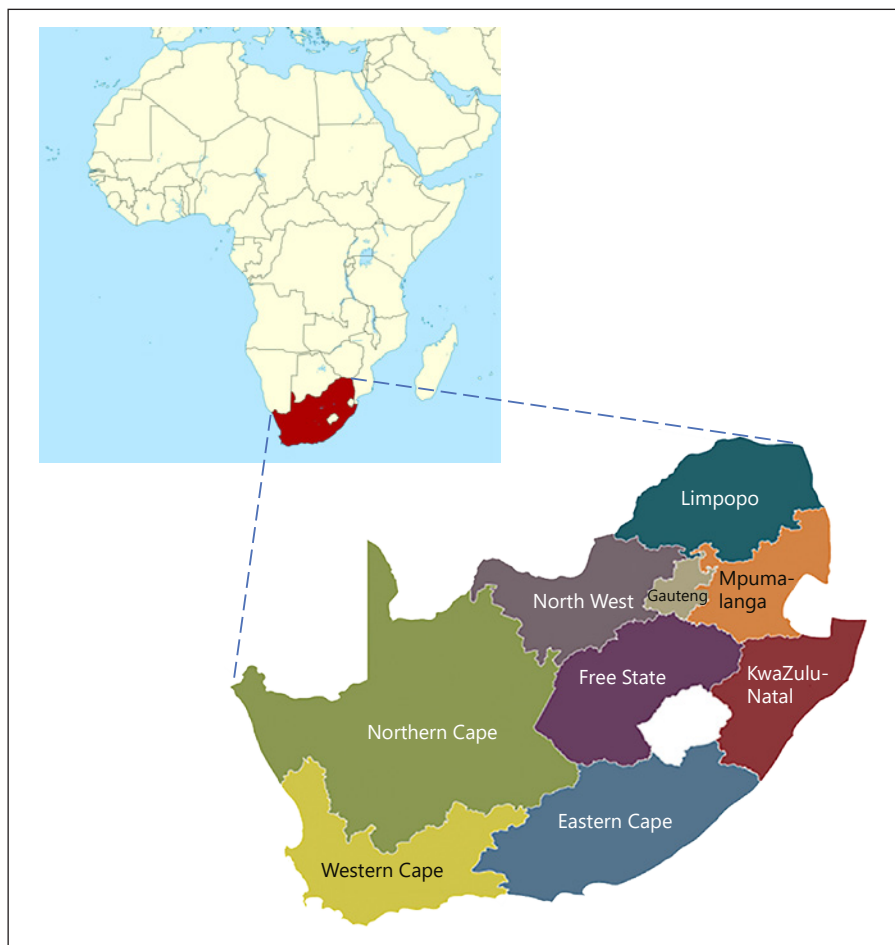 Limpopo
Mpuma-
langa
Gauteng
North West
Free State
KwaZulu-
Natal
Northern Cape
Eastern Cape
Western Cape